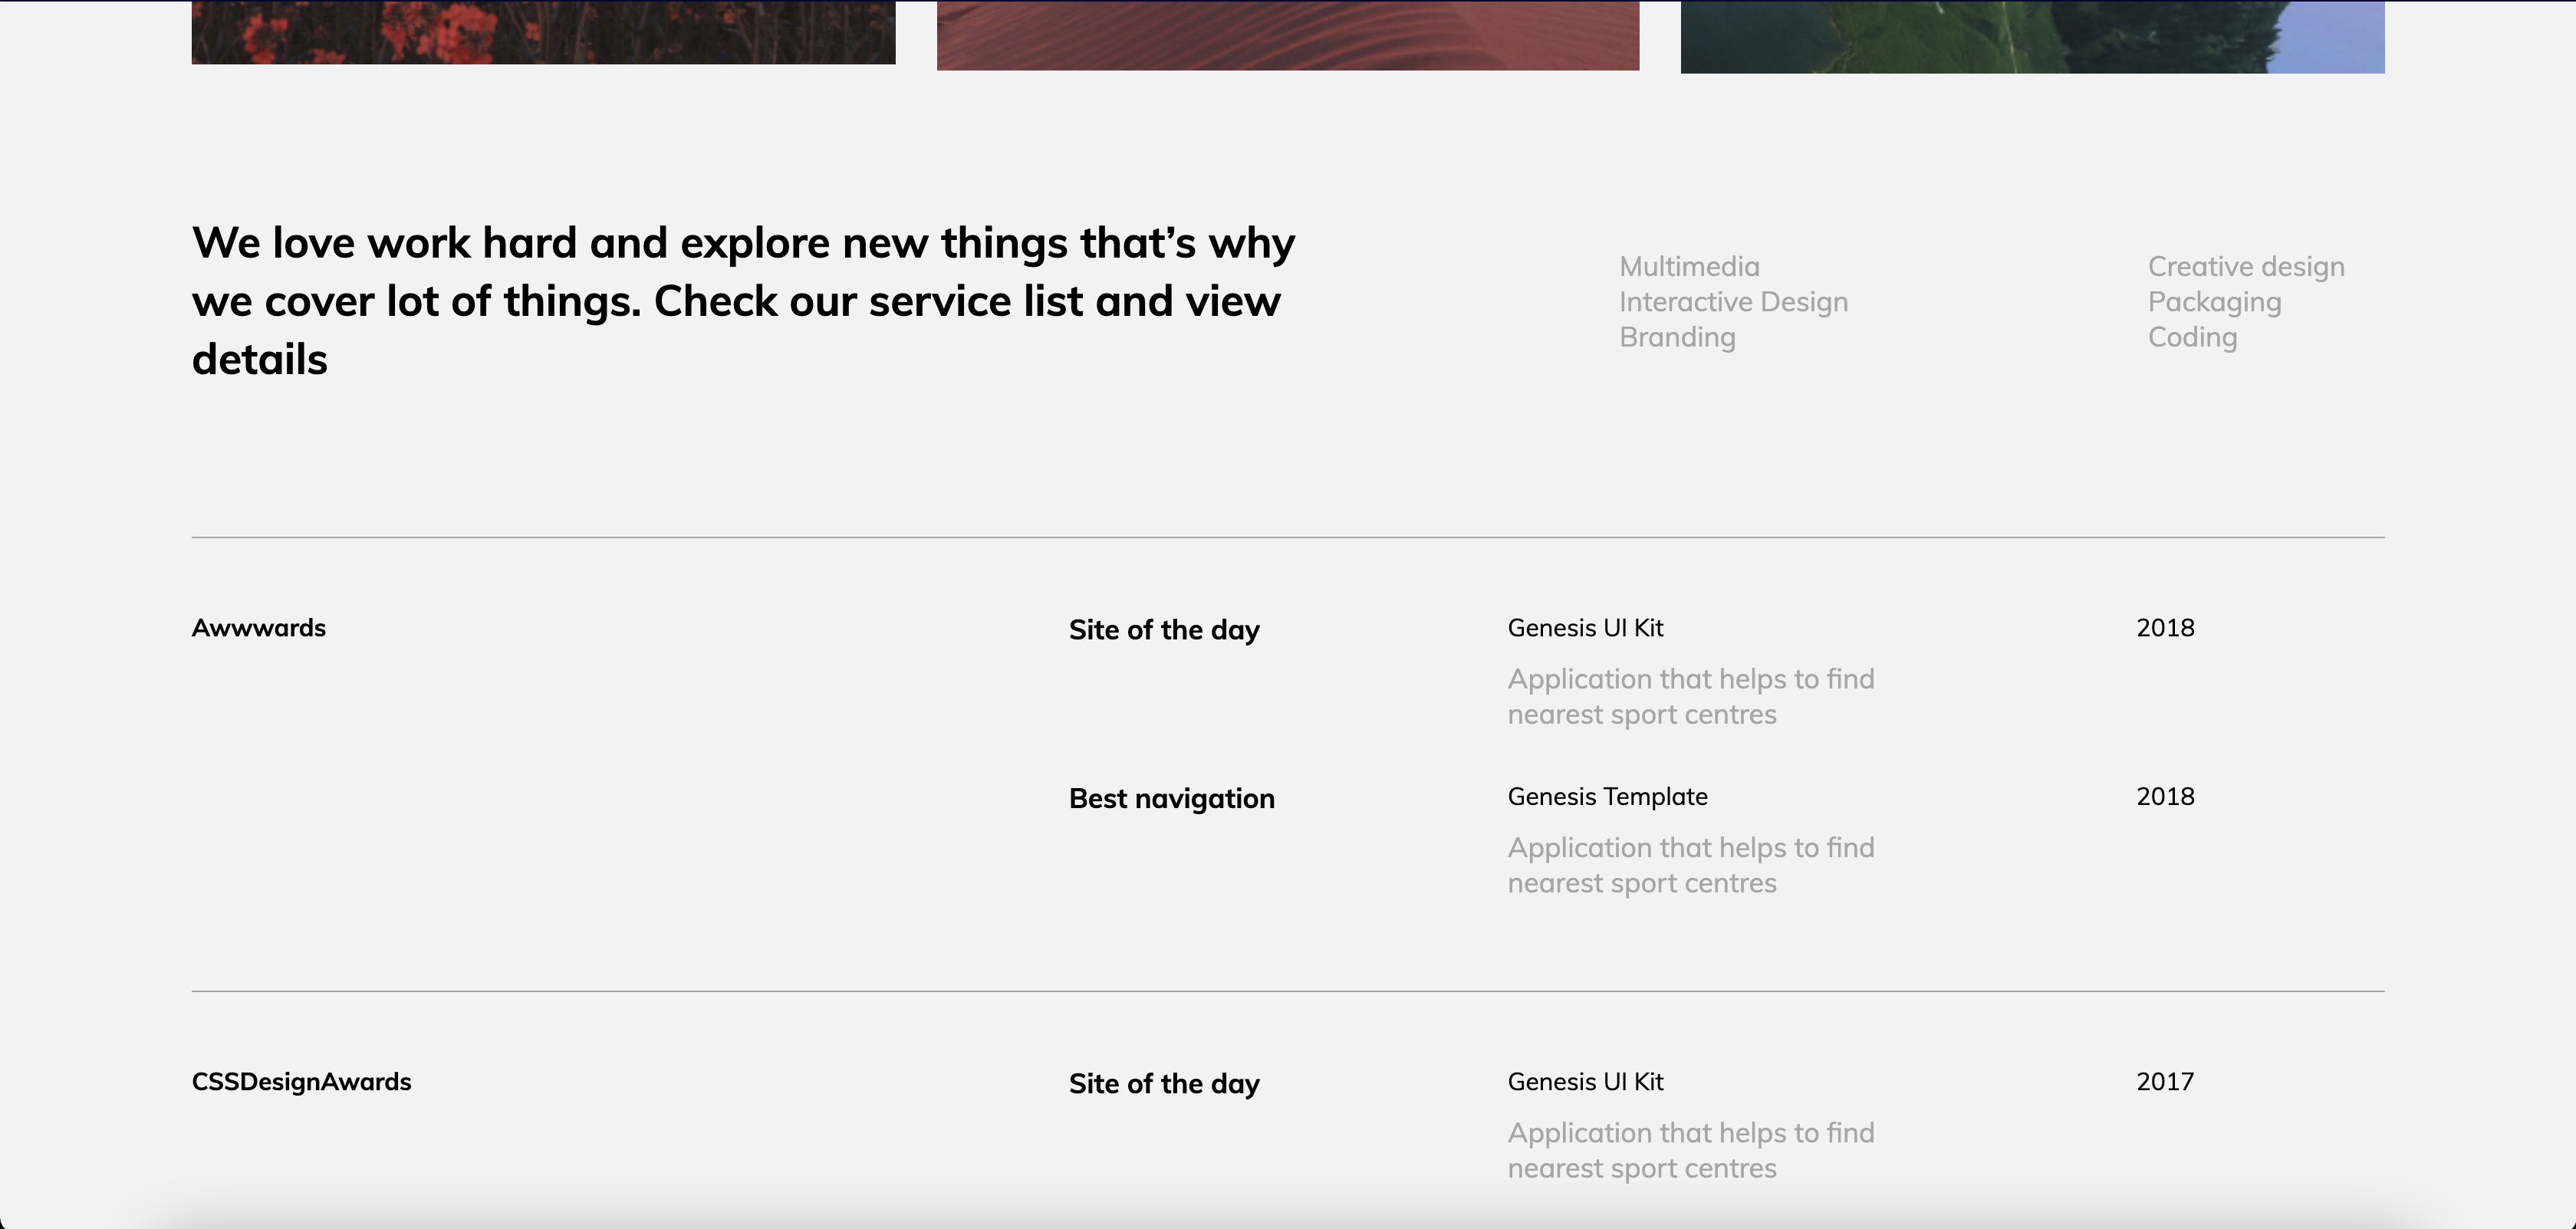 We love work hard and explore new things that’s why
we cover lot of things. Check our service list and view
details
Multimedia
Interactive Design
Branding
Creative design
Packaging
Coding
Awwwards
Site of the day
Genesis UI Kit
2018
Application that helps to find
nearest sport centres
Best navigation
Genesis Template
2018
Application that helps to find
nearest sport centres
CSSDesignAwards
Site of the day
Genesis UI Kit
2017
Application that helps to find
nearest sport centres